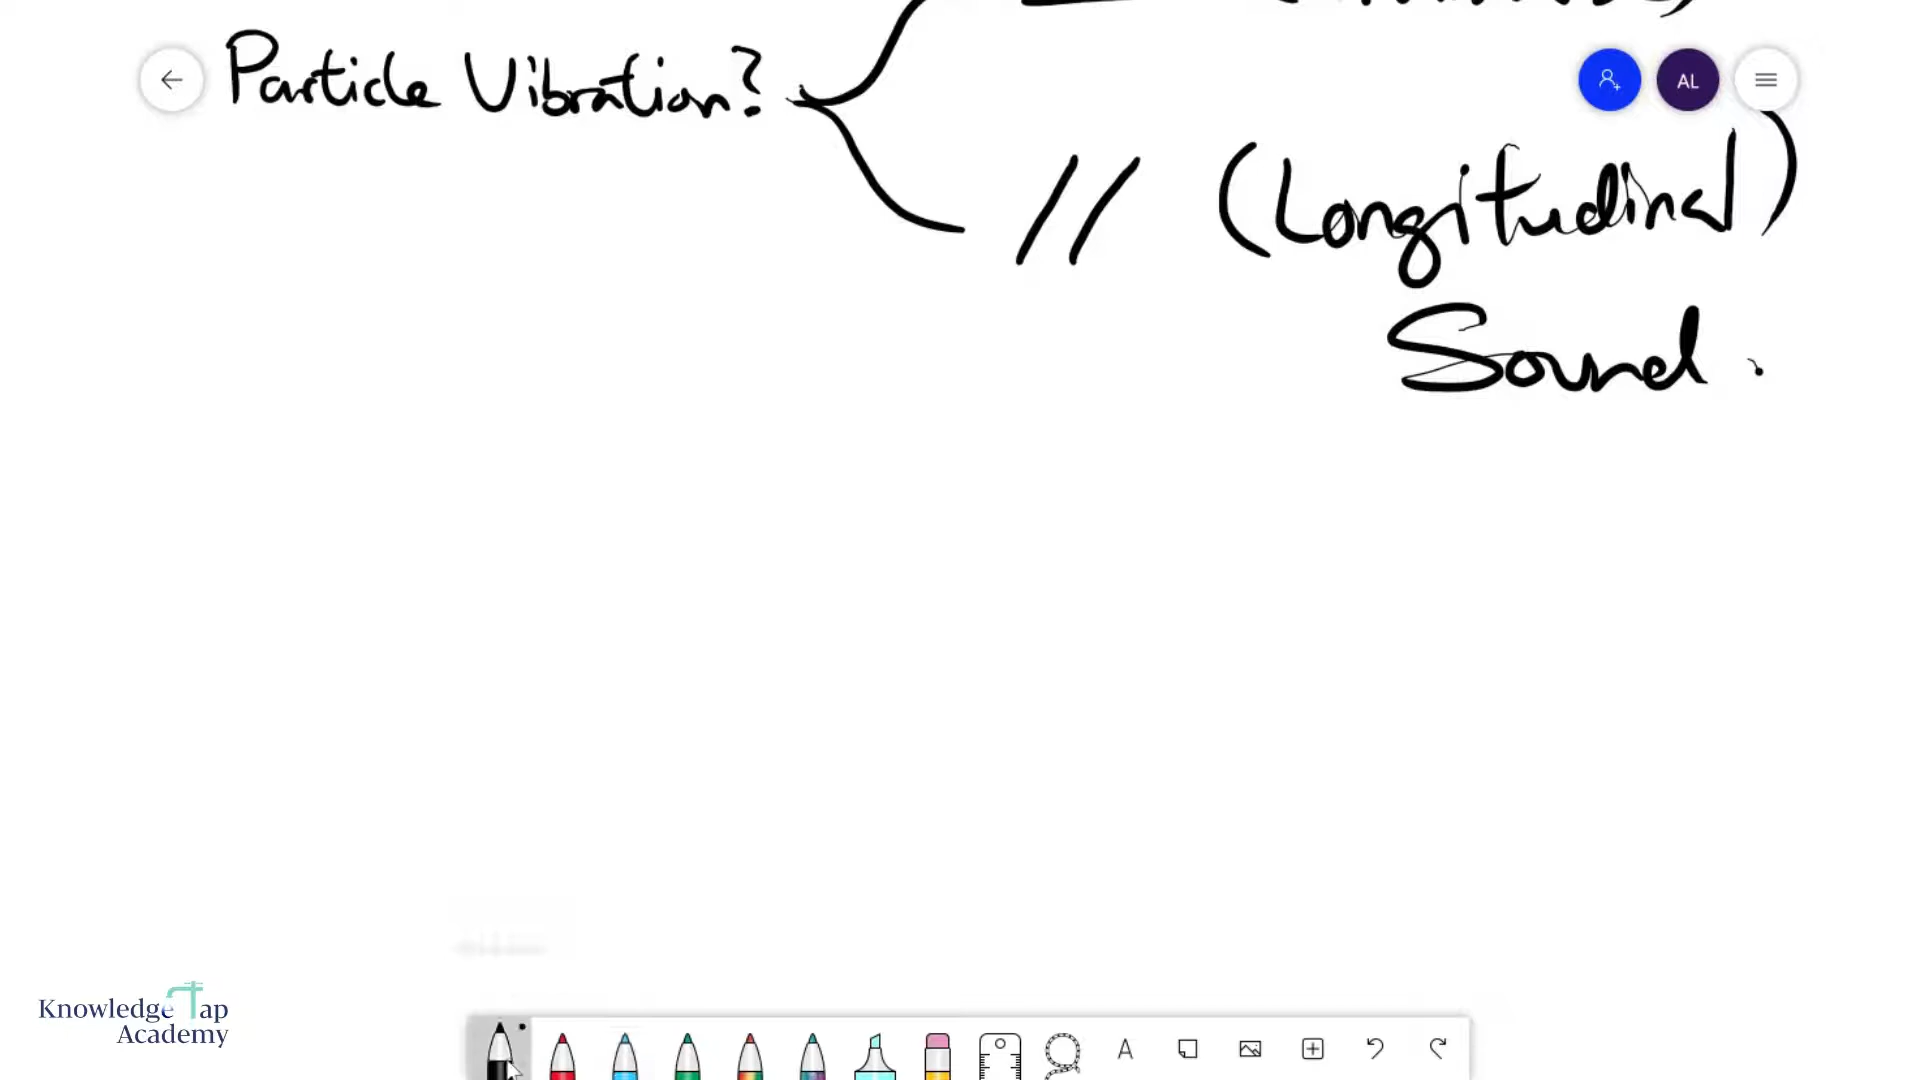 Particle Vibration?
AL
// (Longitudinal)
Sound.
Knowledge Tap
Academy
A